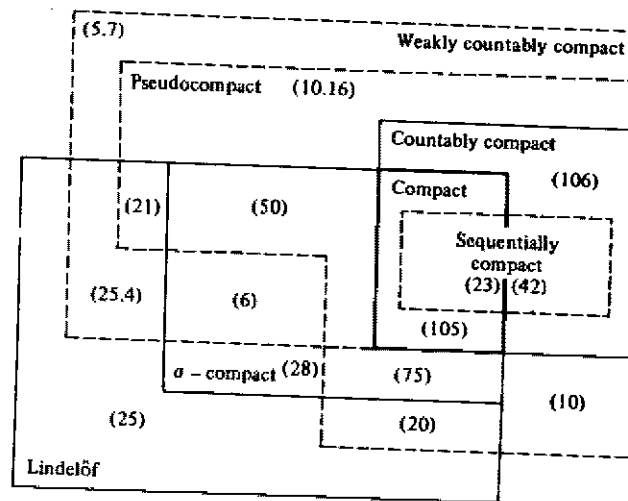 (5.7)
Weakly countably compact
Pseudocompact (10.16)
Countably compact
(106)
Compact
(21)
(50)
Sequentially
compact
(23) (42)
(25.4)
(6)
(105)
σ – compact (28)
(75)
(10)
(25)
(20)
Lindelöf